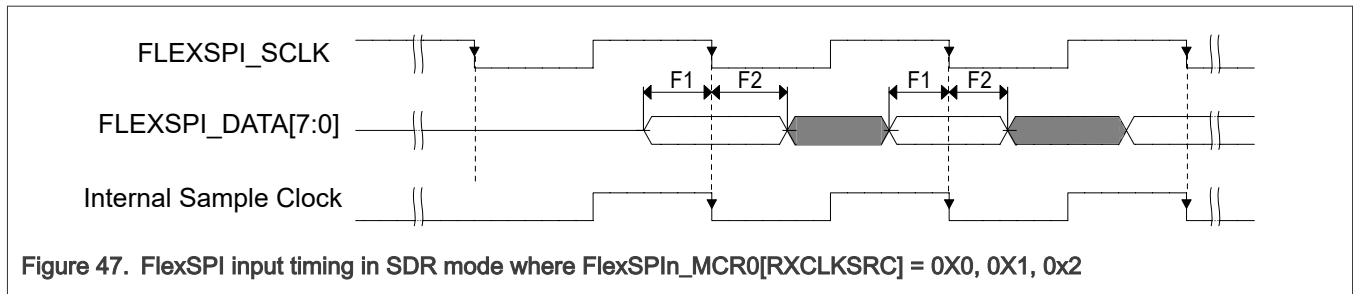 FLEXSPI_SCLK
F1 F2 F1 F2
FLEXSPI_DATA[7:0]
Internal Sample Clock
Figure 47. FlexSPI input timing in SDR mode where FlexSPIn_MCR0[RXCLKSRC] = 0X0, 0X1, 0x2